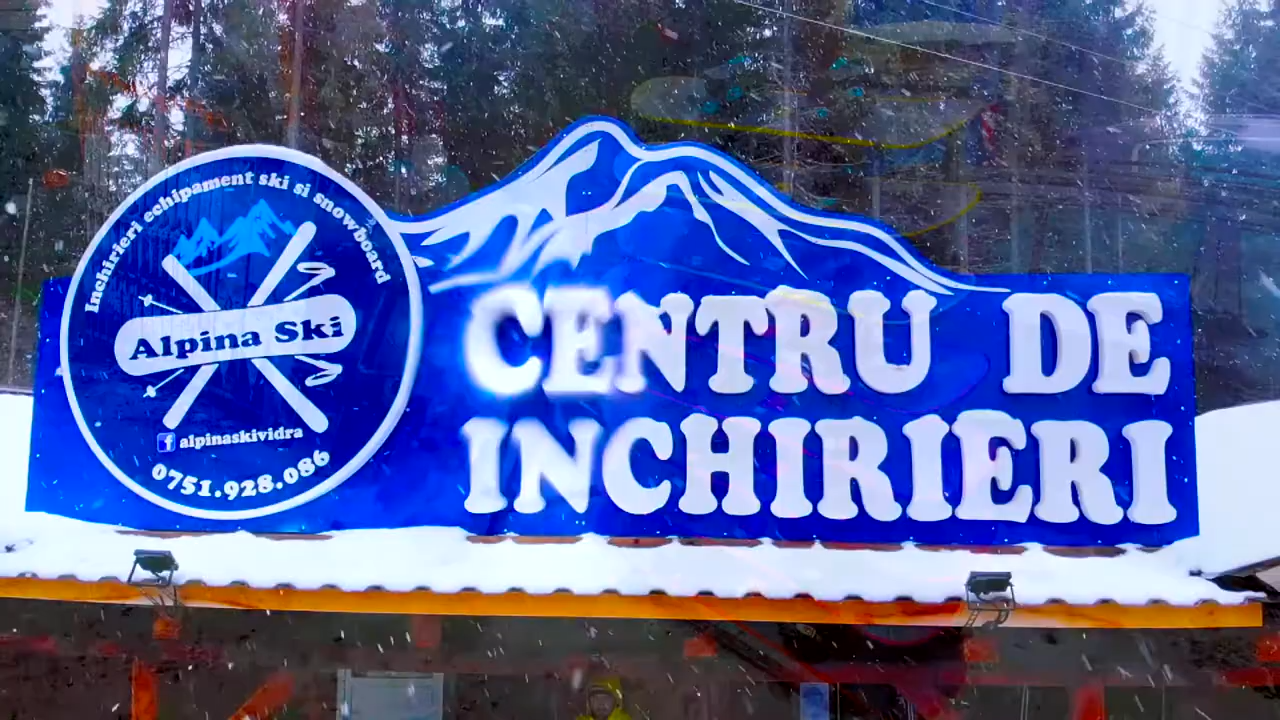 Inchirieri echipament ski si snowboard
Alpina Ski
f alpinaskividra
0751.928.086
CENTRU DE
INCHIRIERI